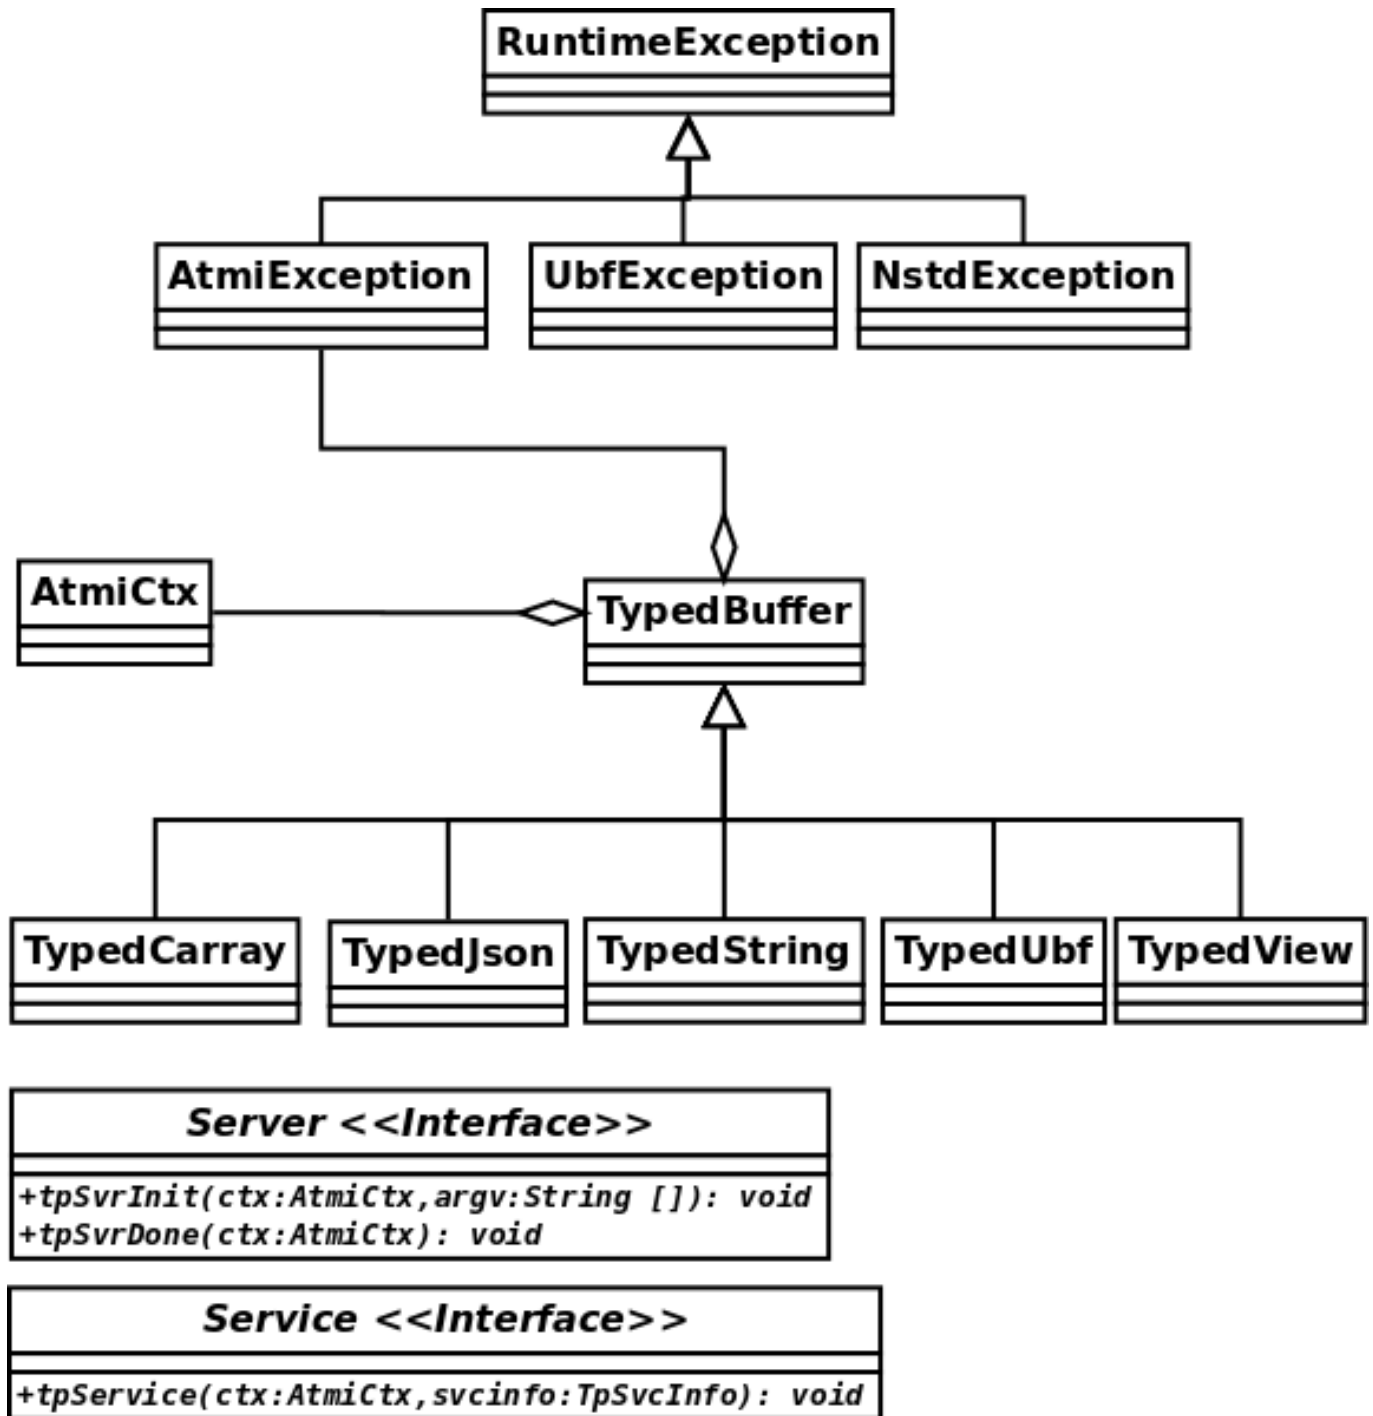 RuntimeException
AtmiException
UbfException
NstdException
AtmiCtx
TypedBuffer
TypedCarray
TypedJson
TypedString
TypedUbf
TypedView
Server <<Interface>>
+tpSvrInit(ctx:AtmiCtx,argv:String []): void
+tpSvrDone(ctx:AtmiCtx): void
Service <<Interface>>
+tpService(ctx:AtmiCtx,svcinfo:TpSvcInfo): void